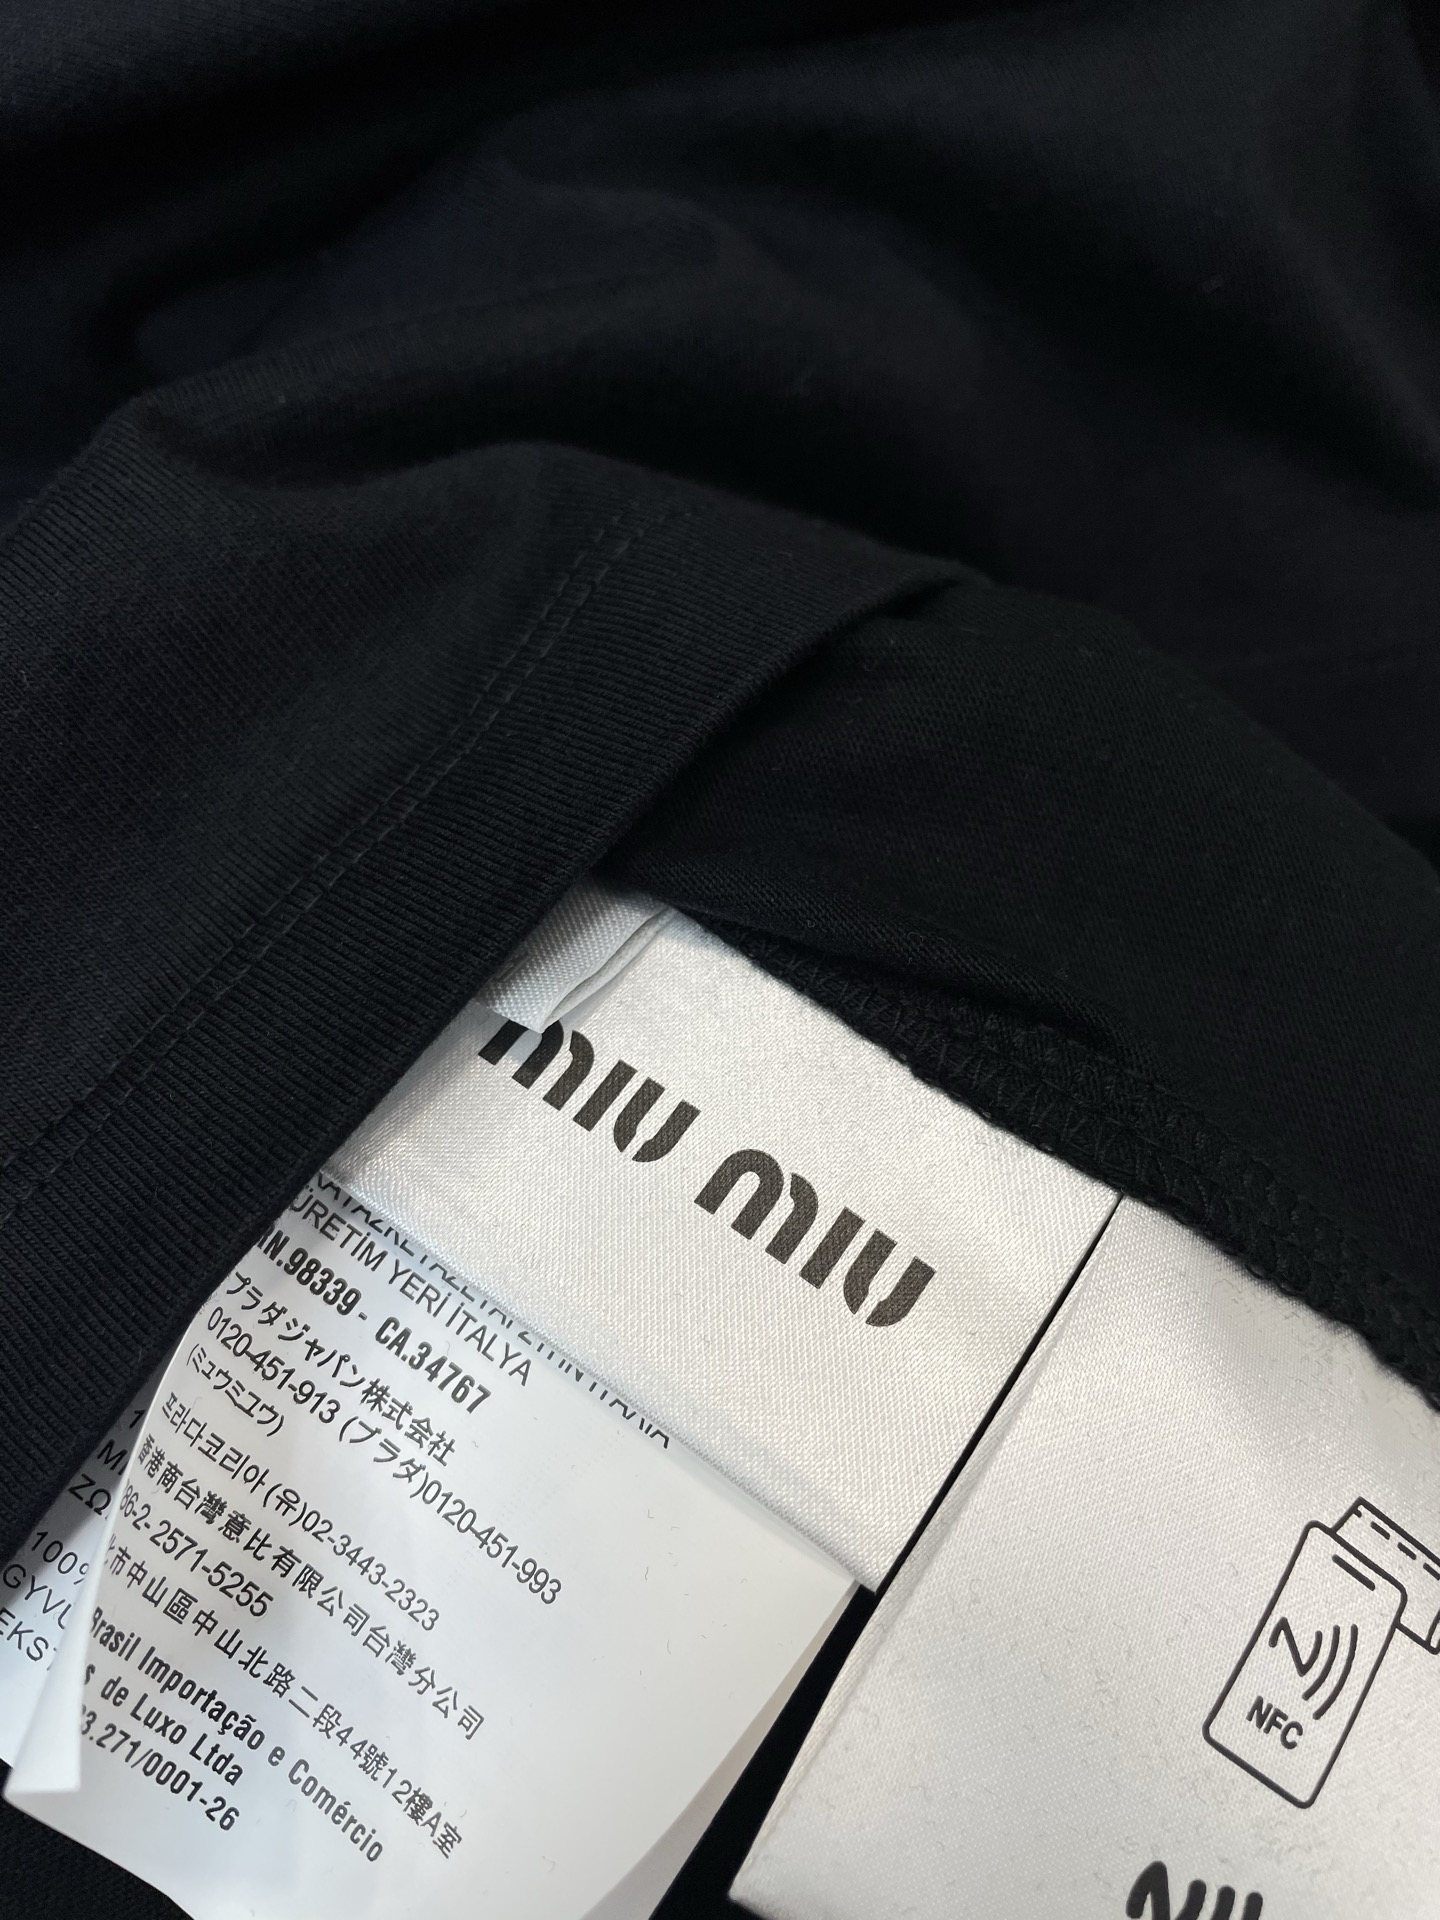 miu miu
ÜRETİM YERİ İTALYA
RN.98339 - CA.34767
プラダジャパン株式会社
0120-451-913 (プラダ)0120-451-993
(ミュウミュウ)
프라다코리아(유)02-3443-2323
香港商台灣意比有限公司台灣分公司
86-2-2571-5255
市中山區中山北路二段44號12樓A室
Brasil Importação e Comércio
s de Luxo Ltda
3.271/0001-26
100%
NFC